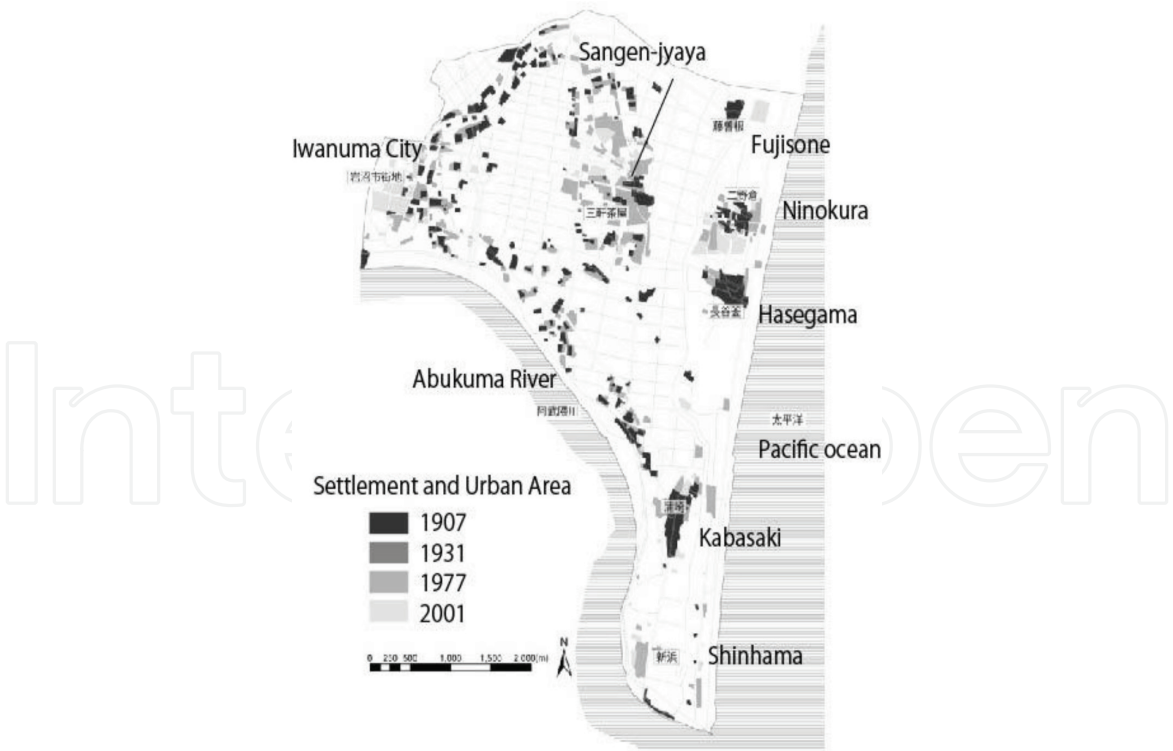 Sangen-jyaya
藤曽根
Fujisone
Iwanuma City
岩沼市街地
二野倉
Ninokura
三軒茶屋
Hasegama
長谷釜
Abukuma River
阿武隈川
太平洋
Pacific ocean
Settlement and Urban Area
1907
1931
1977
2001
蒲崎
Kabasaki
N
0 250 500 1,000 1,500 2,000(m)
新浜
Shinhama